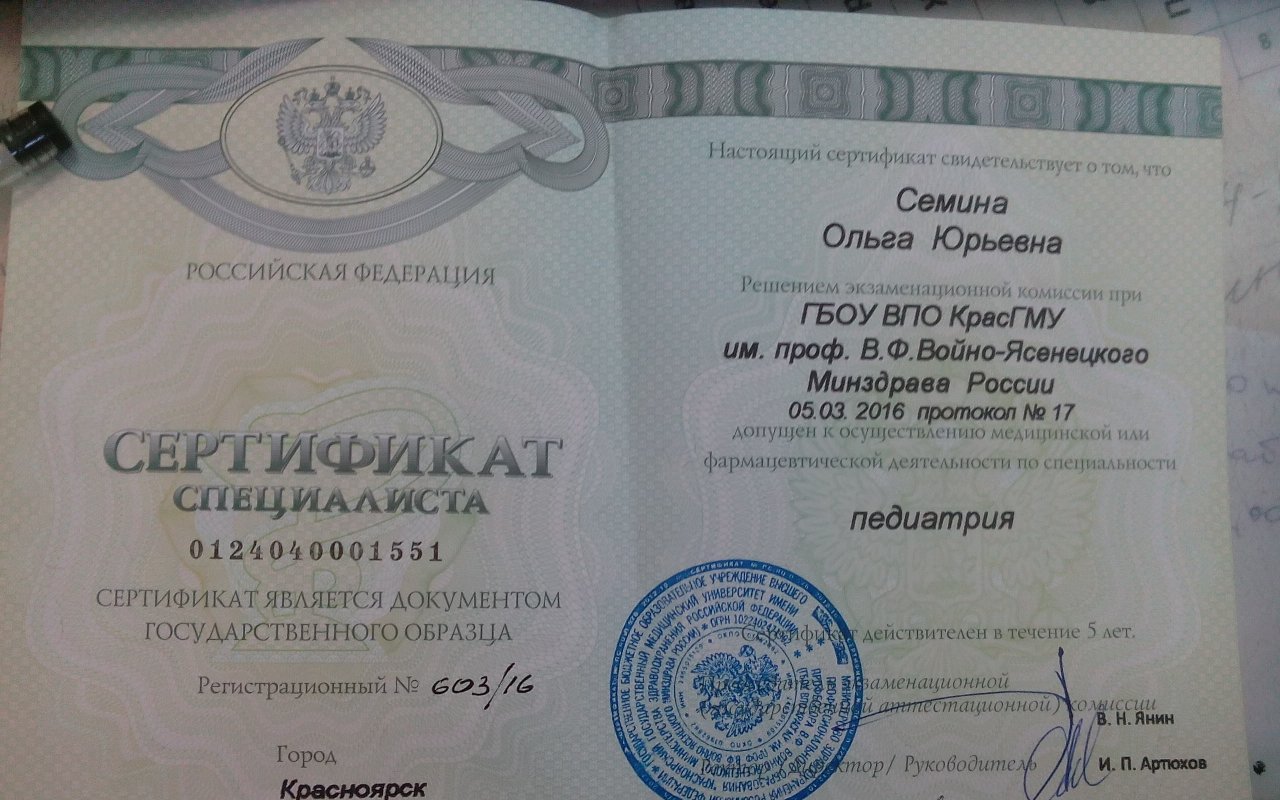 РОССИЙСКАЯ ФЕДЕРАЦИЯ
СЕРТИФИКАТ
СПЕЦИАЛИСТА
0124040001551
СЕРТИФИКАТ ЯВЛЯЕТСЯ ДОКУМЕНТОМ
ГОСУДАРСТВЕННОГО ОБРАЗЦА
Регистрационный № 603/16
Город
Красноярск
Настоящий сертификат свидетельствует о том, что
Семина
Ольга Юрьевна
Решением экзаменационной комиссии при
ГБОУ ВПО КрасГМУ
им. проф. В.Ф.Войно-Ясенецкого
Минздрава России
05.03. 2016 протокол № 17
допущен к осуществлению медицинской или
фармацевтической деятельности по специальности
педиатрия
Сертификат действителен в течение 5 лет.
экзаменационной
аттестационной) комиссии
В. Н. Янин
Руководитель
И. П. Артюхов